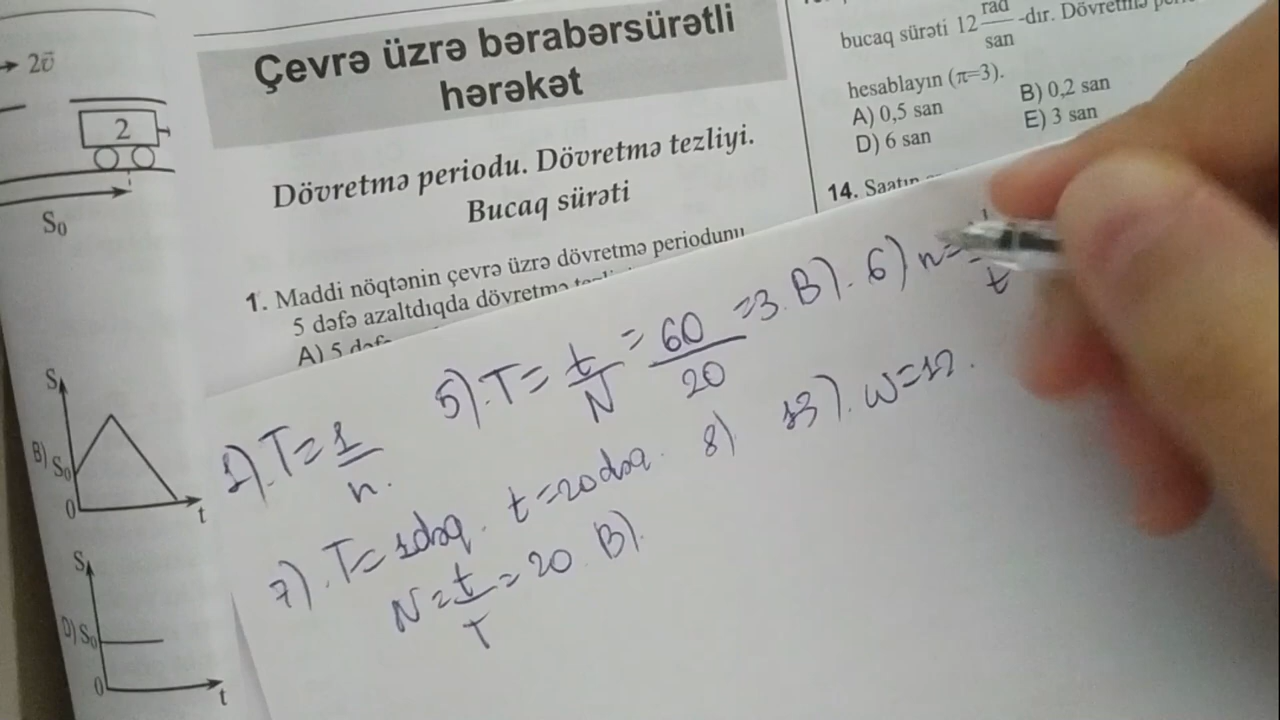 2v⃗
2
S₀
Çevrə üzrə bərabərsürətli
hərəkət
Dövretmə periodu. Dövretmə tezliyi.
Bucaq sürəti
1. Maddi nöqtənin çevrə üzrə dövretmə periodunu
5 dəfə azaltdıqda dövretmə
A) 5 dəfə
bucaq sürəti 12 rad/san -dır.
hesablayın (π=3).
A) 0,5 san
B) 0,2 san
D) 6 san
E) 3 san
14. Saatın
S
B) S₀
0
t
S
D) S₀
0
t
1). T = 1/n.
5). T = t/N = 60/20 = 3. B).
6) n =
t
7). T = 1dəq. t = 20dəq.
N = t/T = 20 B).
8)
13). w = 12.